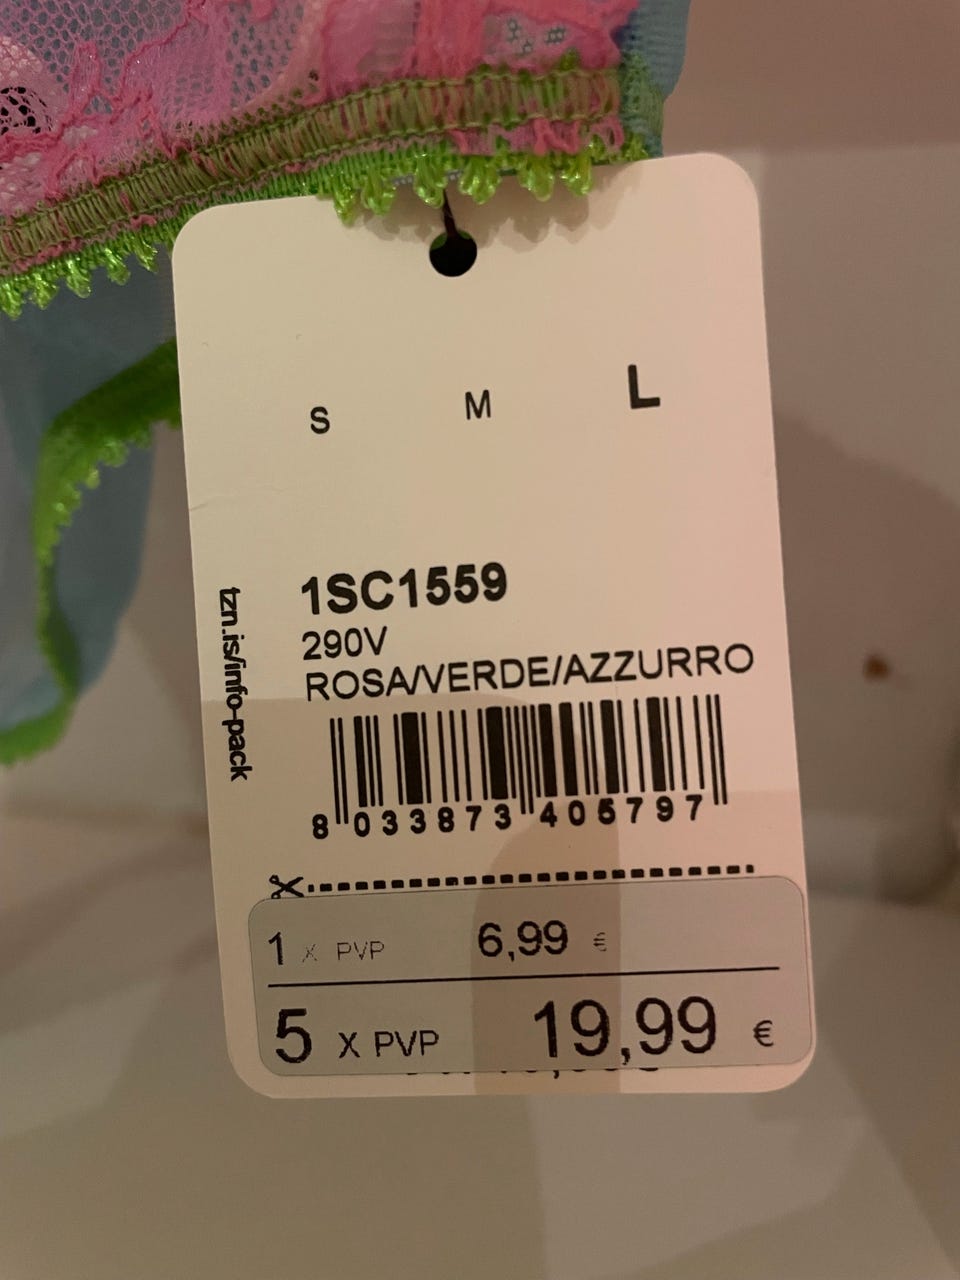 S M L
1SC1559
290V
ROSA/VERDE/AZZURRO
tzn.is/info-pack
8 033873 405797
1 x PVP 6,99 €
5 x PVP 19,99 €